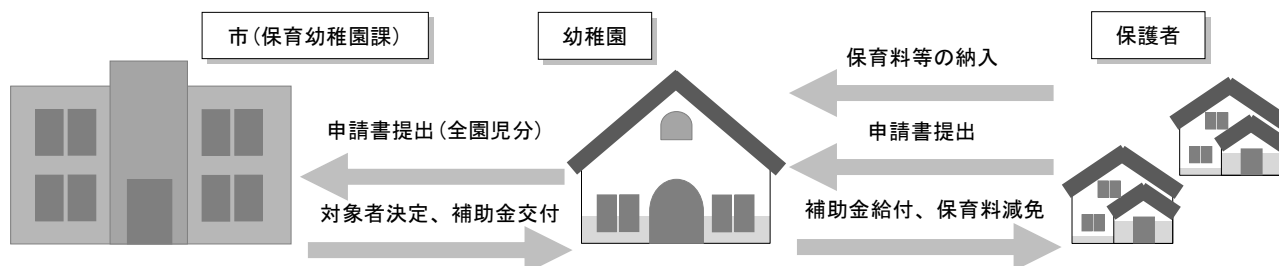 市(保育幼稚園課)
幼稚園
保護者
保育料等の納入
申請書提出(全園児分)
申請書提出
対象者決定、補助金交付
補助金給付、保育料減免